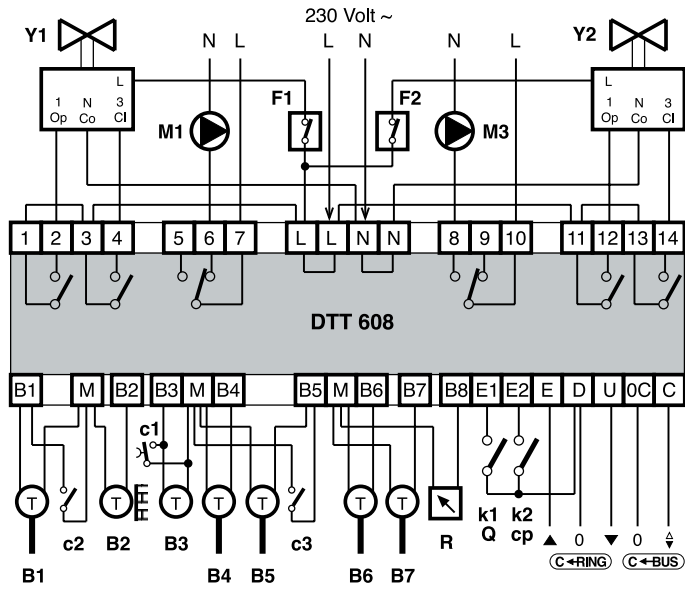 230 Volt ~
Y1 N L L N N L Y2
L F1 F2 L
1 N 3 1 N 3
Op Co Cl M1 M3 Op Co Cl
1 2 3 4 5 6 7 L L N N 8 9 10 11 12 13 14
DTT 608
B1 M B2 B3 M B4 B5 M B6 B7 B8 E1 E2 E D U 0C C
c1
T T T T T T T
c2 B2 B3 c3 R k1 k2 0 0
Q cp
B1 B4 B5 B6 B7 C RING C BUS